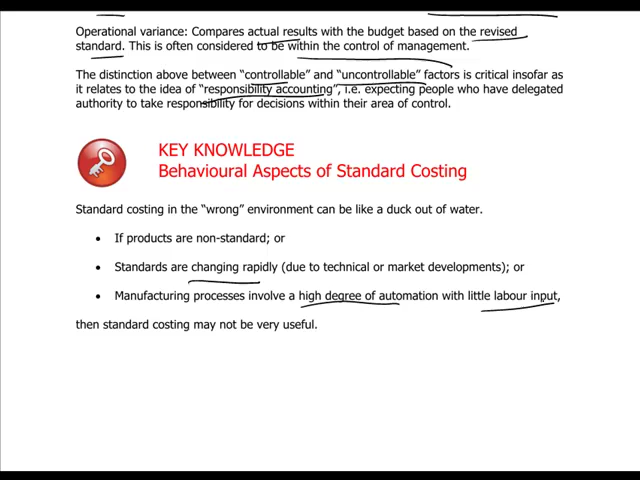 Operational variance: Compares actual results with the budget based on the revised
standard. This is often considered to be within the control of management.
The distinction above between “controllable” and “uncontrollable” factors is critical insofar as
it relates to the idea of “responsibility accounting”, i.e. expecting people who have delegated
authority to take responsibility for decisions within their area of control.
KEY KNOWLEDGE
Behavioural Aspects of Standard Costing
Standard costing in the “wrong” environment can be like a duck out of water.
• If products are non-standard; or
• Standards are changing rapidly (due to technical or market developments); or
• Manufacturing processes involve a high degree of automation with little labour input,
then standard costing may not be very useful.